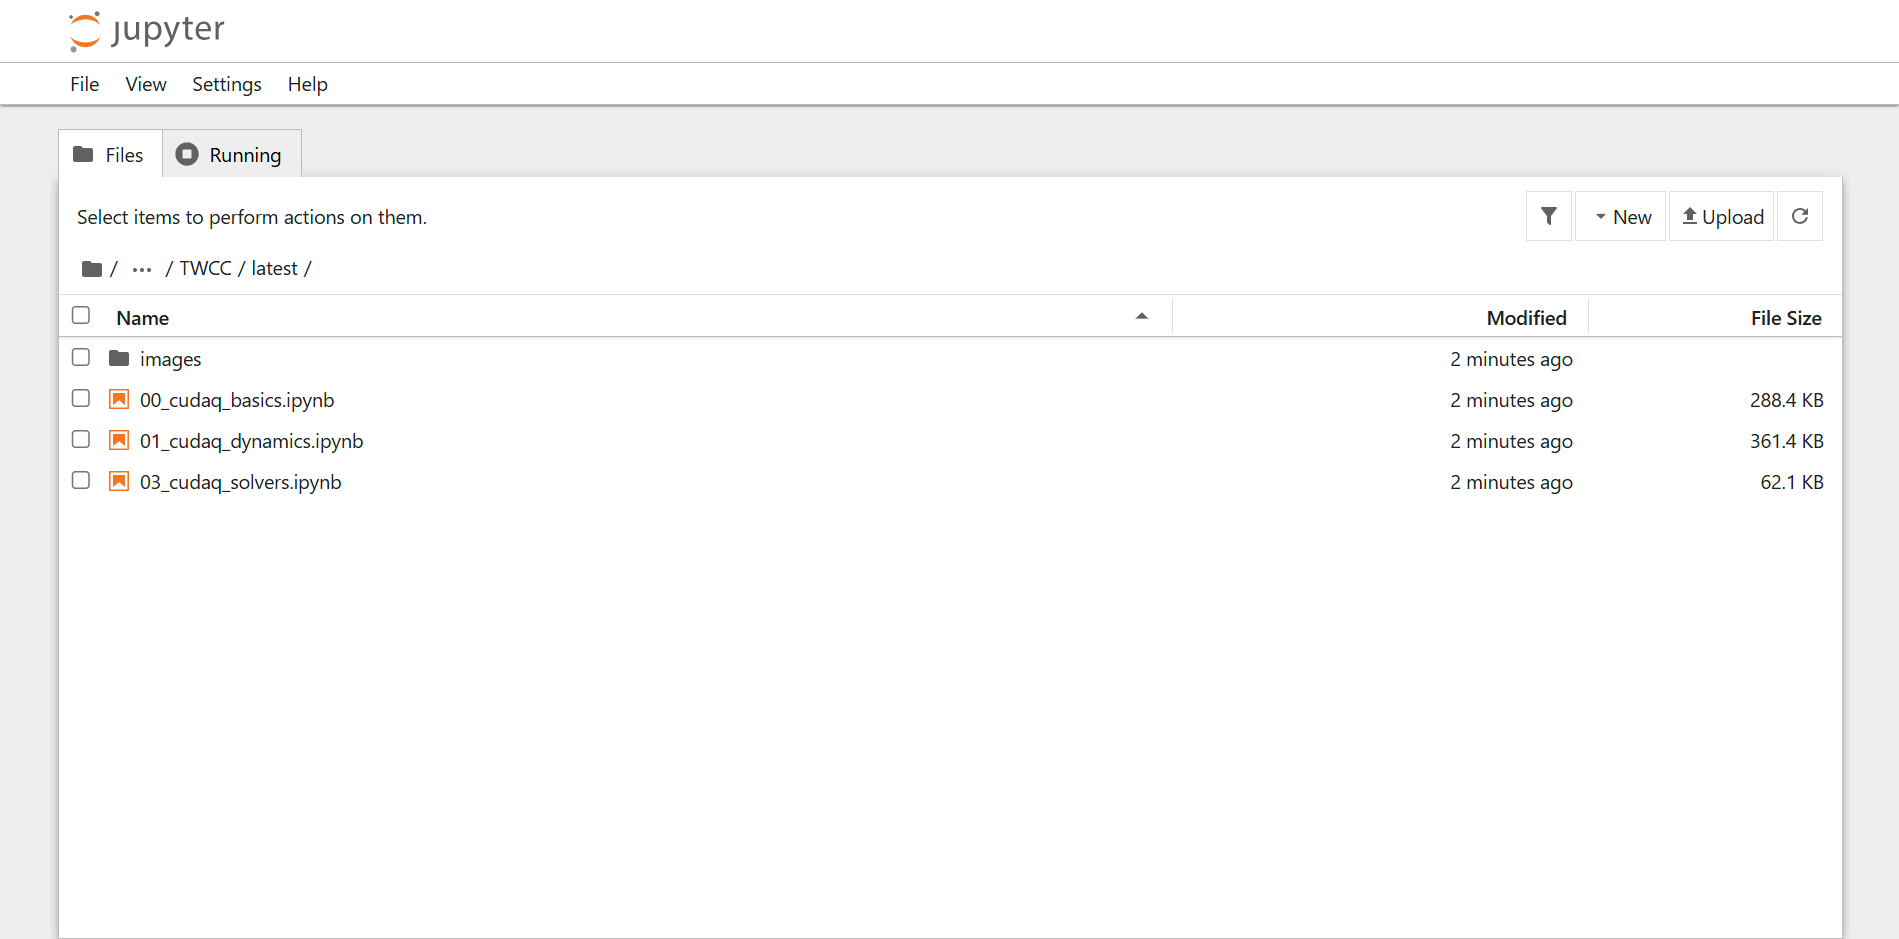 jupyter
File View Settings Help
Files Running
Select items to perform actions on them.
New Upload
/ ... / TWCC / latest /
Name Modified File Size
images 2 minutes ago
00_cudaq_basics.ipynb 2 minutes ago 288.4 KB
01_cudaq_dynamics.ipynb 2 minutes ago 361.4 KB
03_cudaq_solvers.ipynb 2 minutes ago 62.1 KB